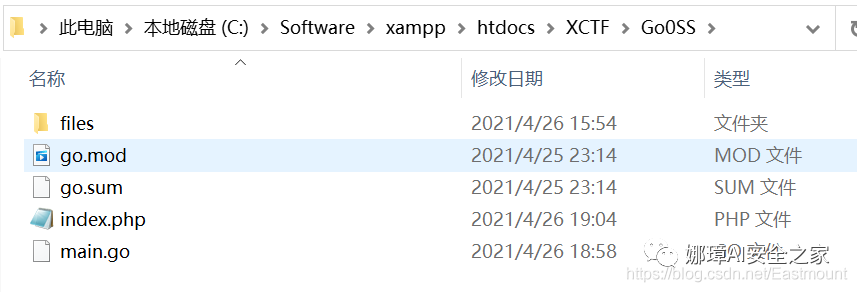 此电脑 > 本地磁盘 (C:) > Software > xampp > htdocs > XCTF > Go0SS >
名称 修改日期 类型
files 2021/4/26 15:54 文件夹
go.mod 2021/4/25 23:14 MOD 文件
go.sum 2021/4/25 23:14 SUM 文件
index.php 2021/4/26 19:04 PHP 文件
main.go 2021/4/26 18:58 GO 文件
娜璋AI安全之家
https://blog.csdn.net/Eastmount